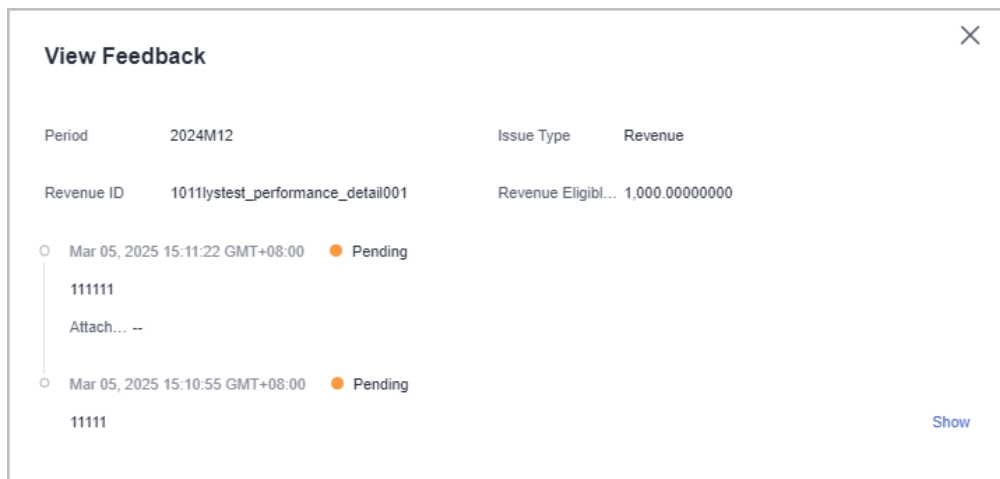 View Feedback
Period 2024M12 Issue Type Revenue
Revenue ID 1011lystest_performance_detail001 Revenue Eligibl... 1,000.00000000
Mar 05, 2025 15:11:22 GMT+08:00 Pending
111111
Attach... --
Mar 05, 2025 15:10:55 GMT+08:00 Pending
11111 Show